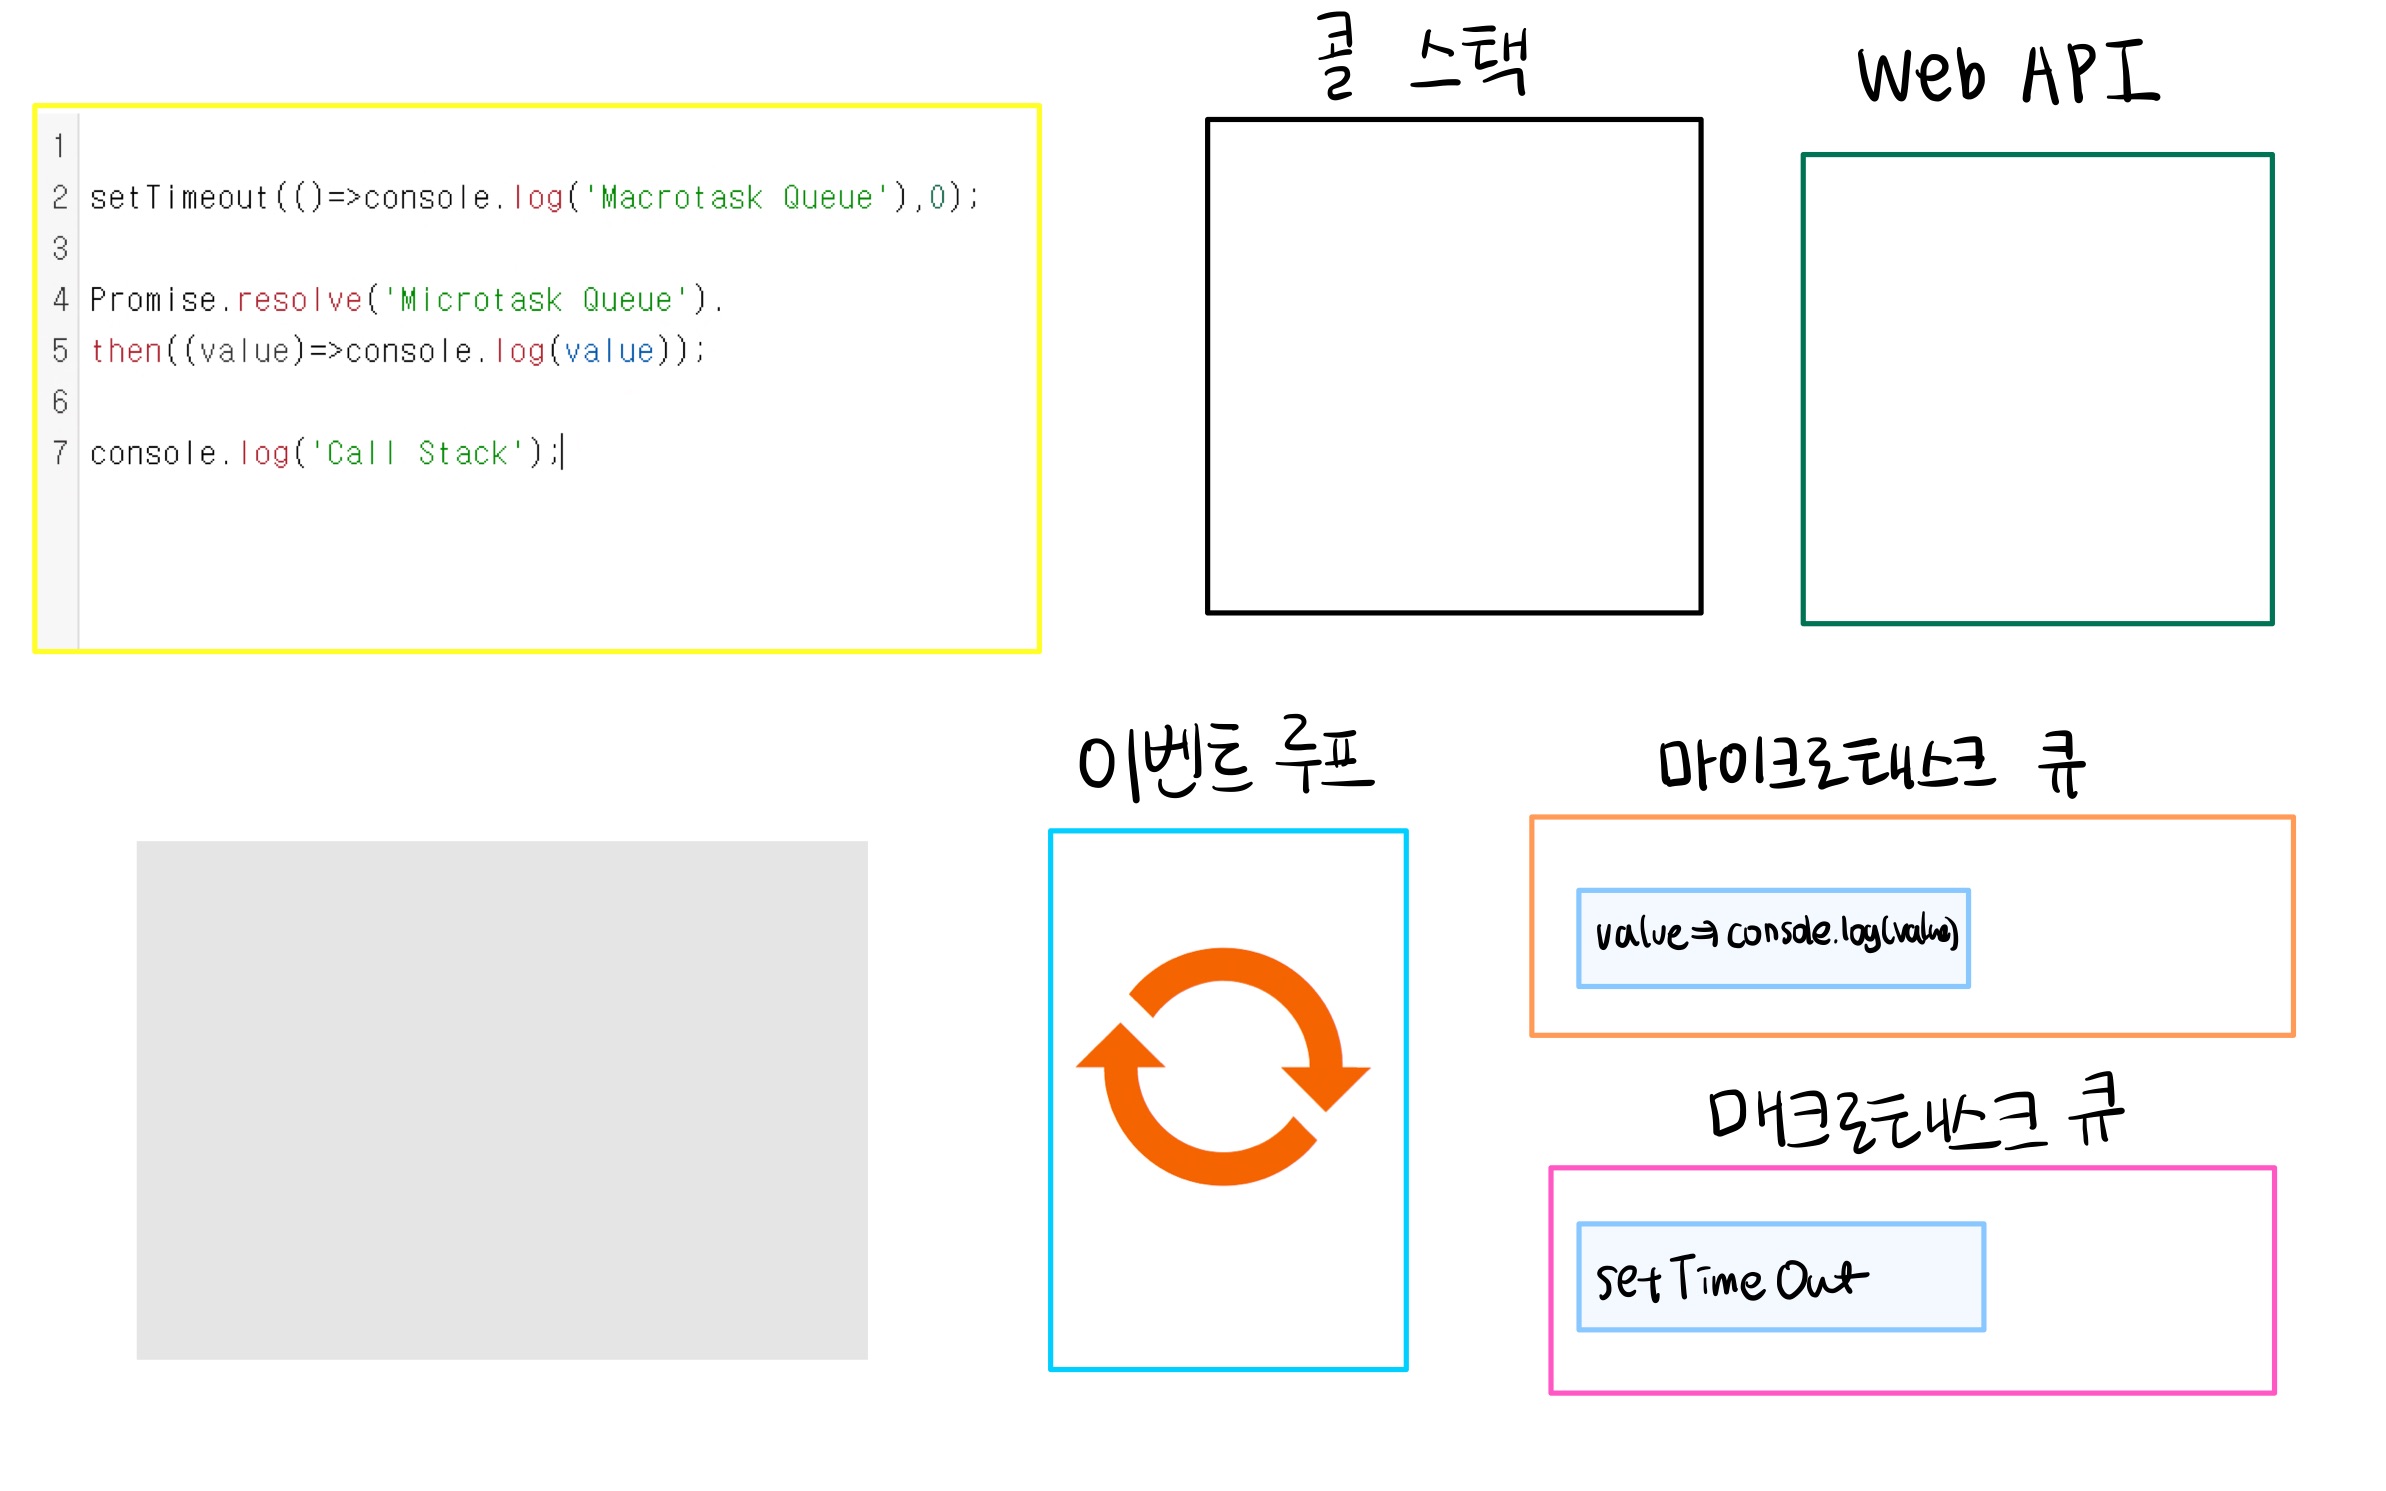 콜 스택
Web API
1
2 setTimeout(()=>console.log('Macrotask Queue'),0);
3
4 Promise.resolve('Microtask Queue').
5 then((value)=>console.log(value));
6
7 console.log('Call Stack');
이벤트 루프
마이크로태스크 큐
value⇒console.log(value)
매크로태스크 큐
setTimeOut